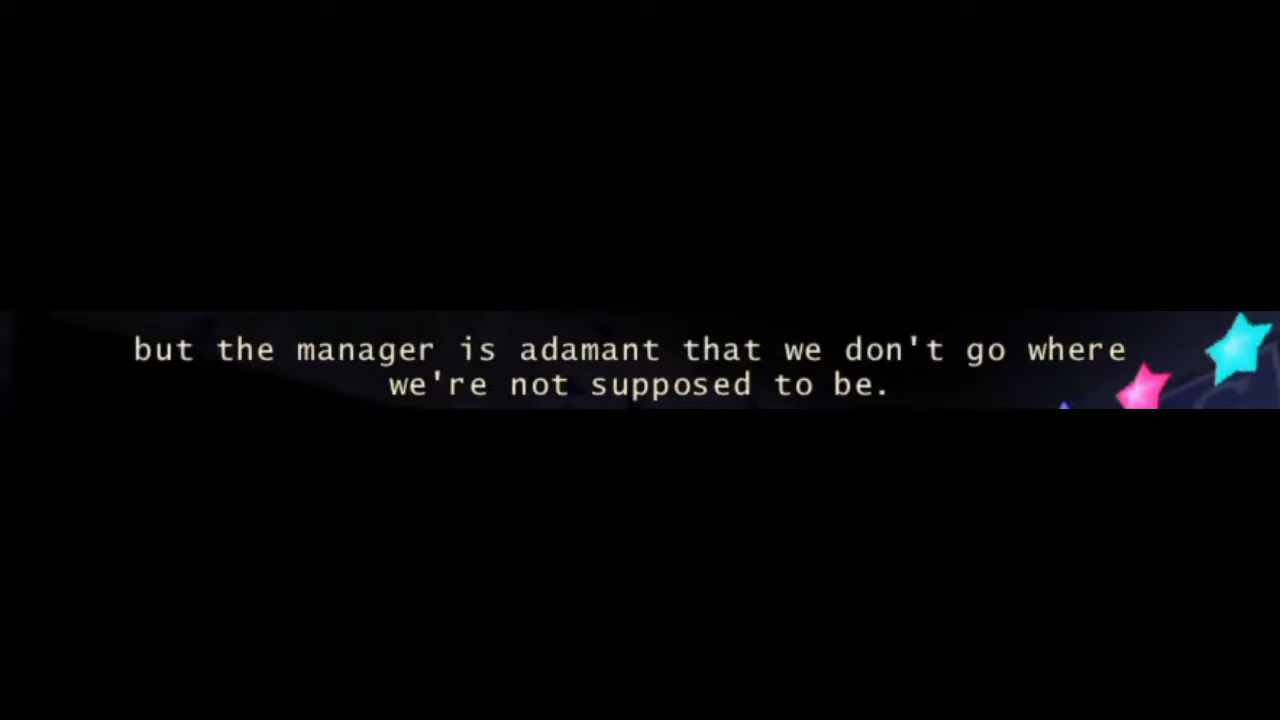 but the manager is adamant that we don't go where
we're not supposed to be.